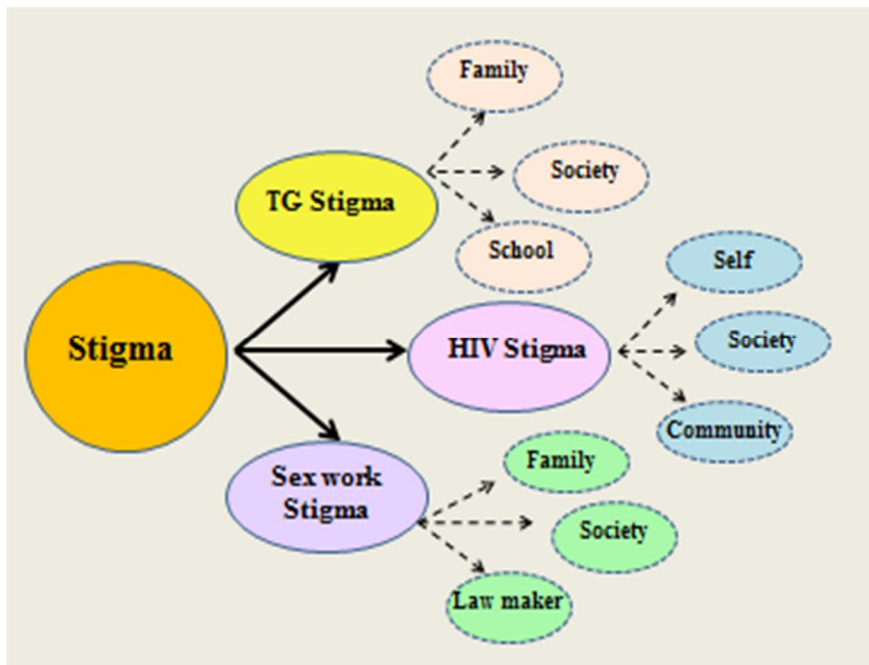 Family
Society
TG Stigma
School
Self
Stigma
HIV Stigma
Society
Community
Family
Sex work
Stigma
Society
Law maker